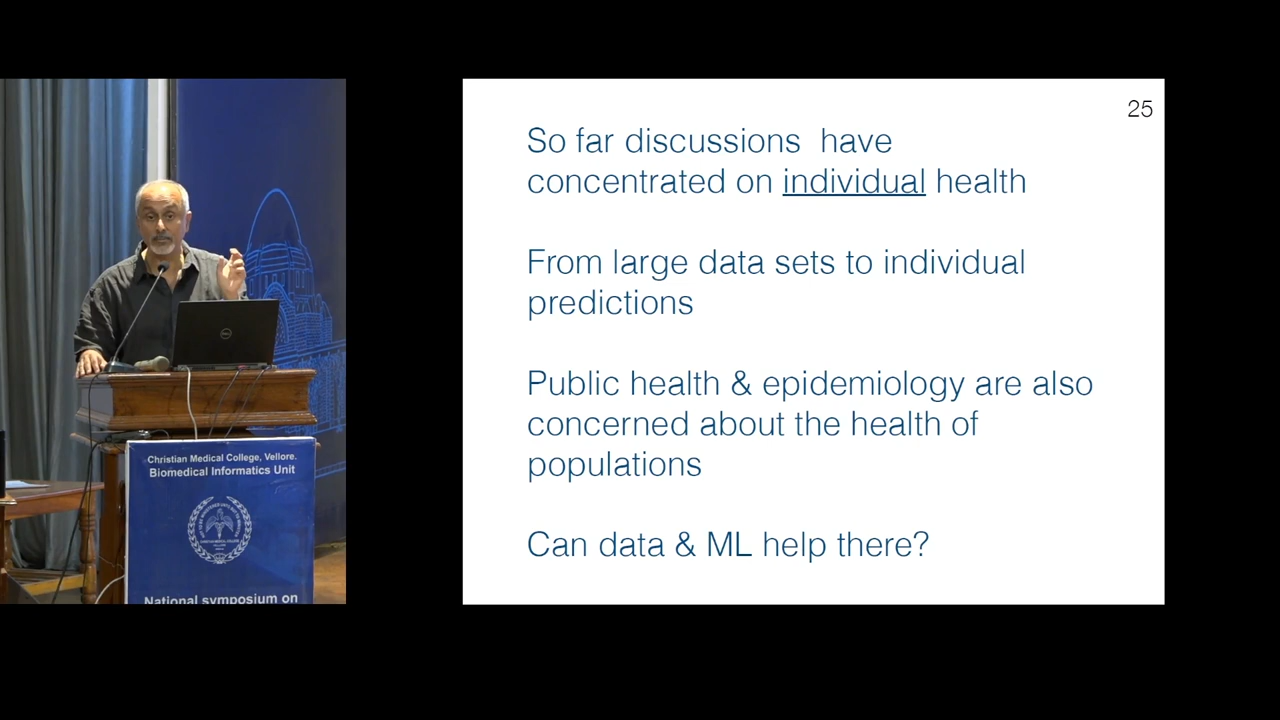 25
So far discussions  have
concentrated on individual health
From large data sets to individual
predictions
Public health & epidemiology are also
concerned about the health of
populations
Can data & ML help there?
DELL
Christian Medical College, Vellore.
Biomedical Informatics Unit
National symposium on